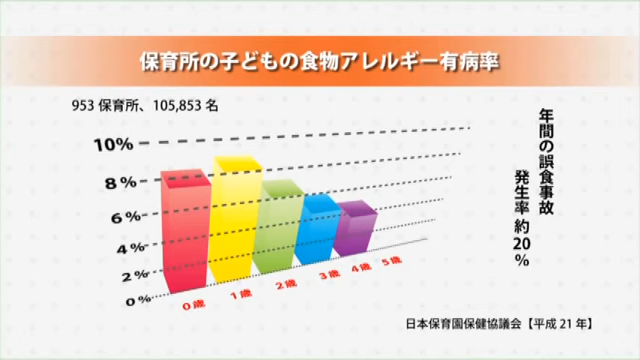 保育所の子どもの食物アレルギー有病率
953 保育所、105,853 名
10%
8%
6%
4%
2%
0%
0歳
1歳
2歳
3歳
4歳
5歳
年間の誤食事故
発生率 約20%
日本保育園保健協議会【平成 21 年】